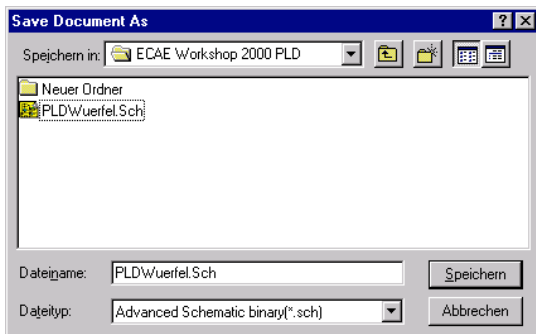 Save Document As
Speichern in: ECAE Workshop 2000 PLD
Neuer Ordner
PLDWuerfel.Sch
Dateiname: PLDWuerfel.Sch Speichern
Dateityp: Advanced Schematic binary(*.sch) Abbrechen